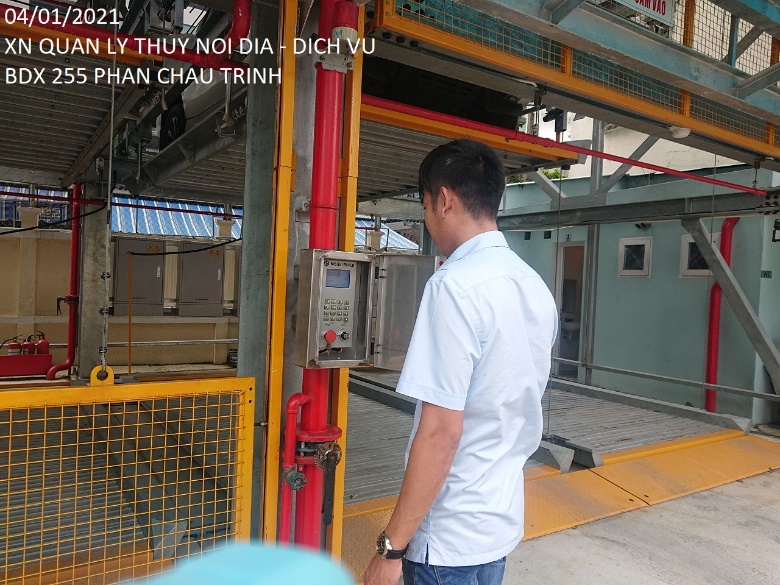 04/01/2021
XN QUAN LY THUY NOI DIA - DICH VU
BDX 255 PHAN CHAU TRINH